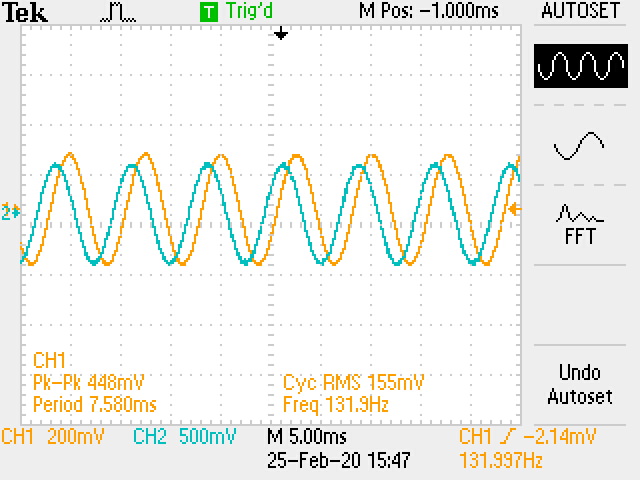 Tek T Trig'd M Pos: -1.000ms AUTOSET
2
FFT
CH1
Pk-Pk 448mV Cyc RMS 155mV
Period 7.580ms Freq 131.9Hz
Undo
Autoset
CH1 200mV CH2 500mV M 5.00ms CH1 -2.14mV
25-Feb-20 15:47 131.997Hz